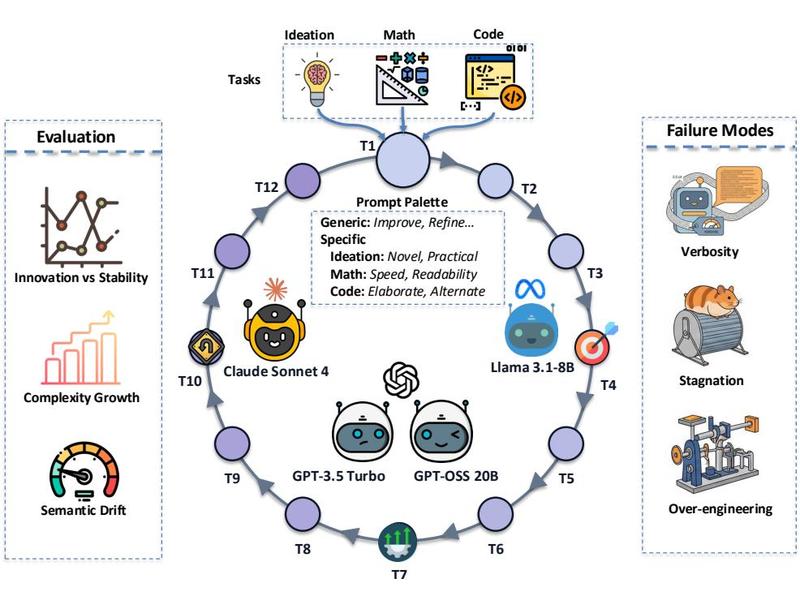 Ideation
Math
Code
Tasks
Evaluation
Innovation vs Stability
Complexity Growth
Semantic Drift
T1
T2
T3
T4
T5
T6
T7
T8
T9
T10
T11
T12
Prompt Palette
Generic: Improve, Refine...
Specific
Ideation: Novel, Practical
Math: Speed, Readability
Code: Elaborate, Alternate
Claude Sonnet 4
Llama 3.1-8B
GPT-3.5 Turbo
GPT-OSS 20B
Failure Modes
Verbosity
Stagnation
Over-engineering